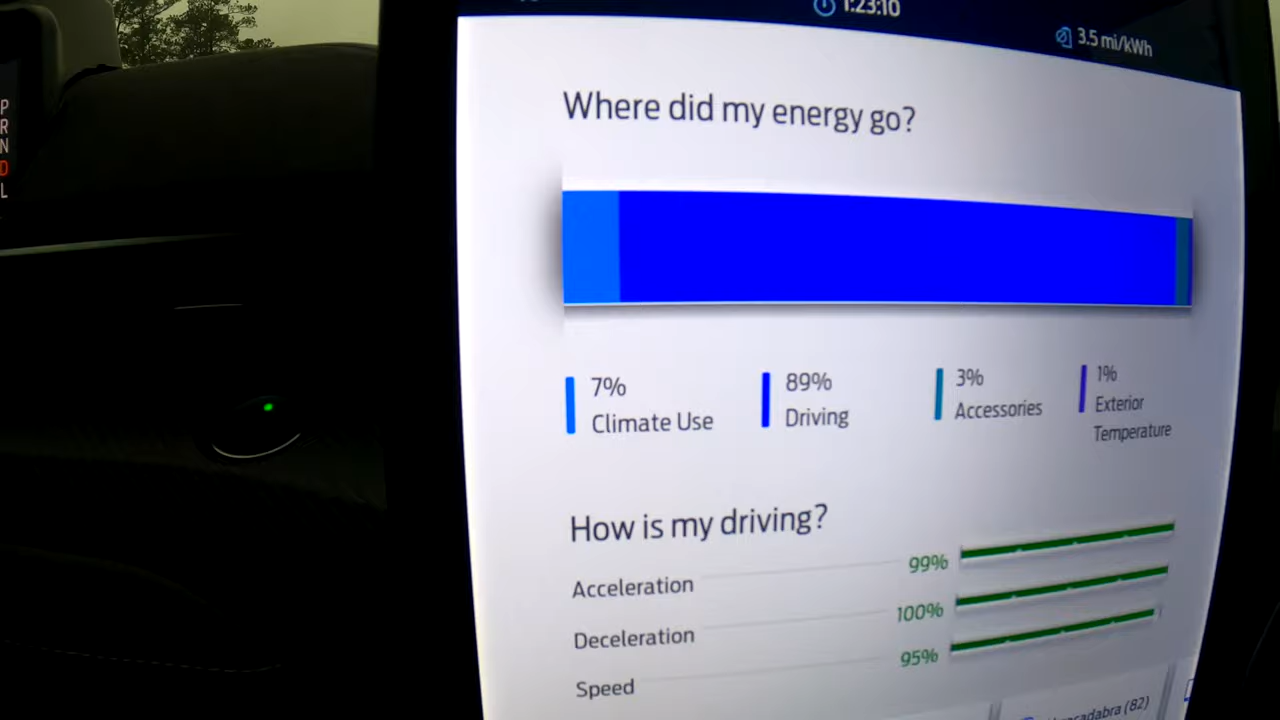 1:23:10
3.5 mi/kWh
P
R
N
D
L
Where did my energy go?
7%
Climate Use
89%
Driving
3%
Accessories
1%
Exterior
Temperature
How is my driving?
Acceleration 99%
Deceleration 100%
Speed 95%
(82)